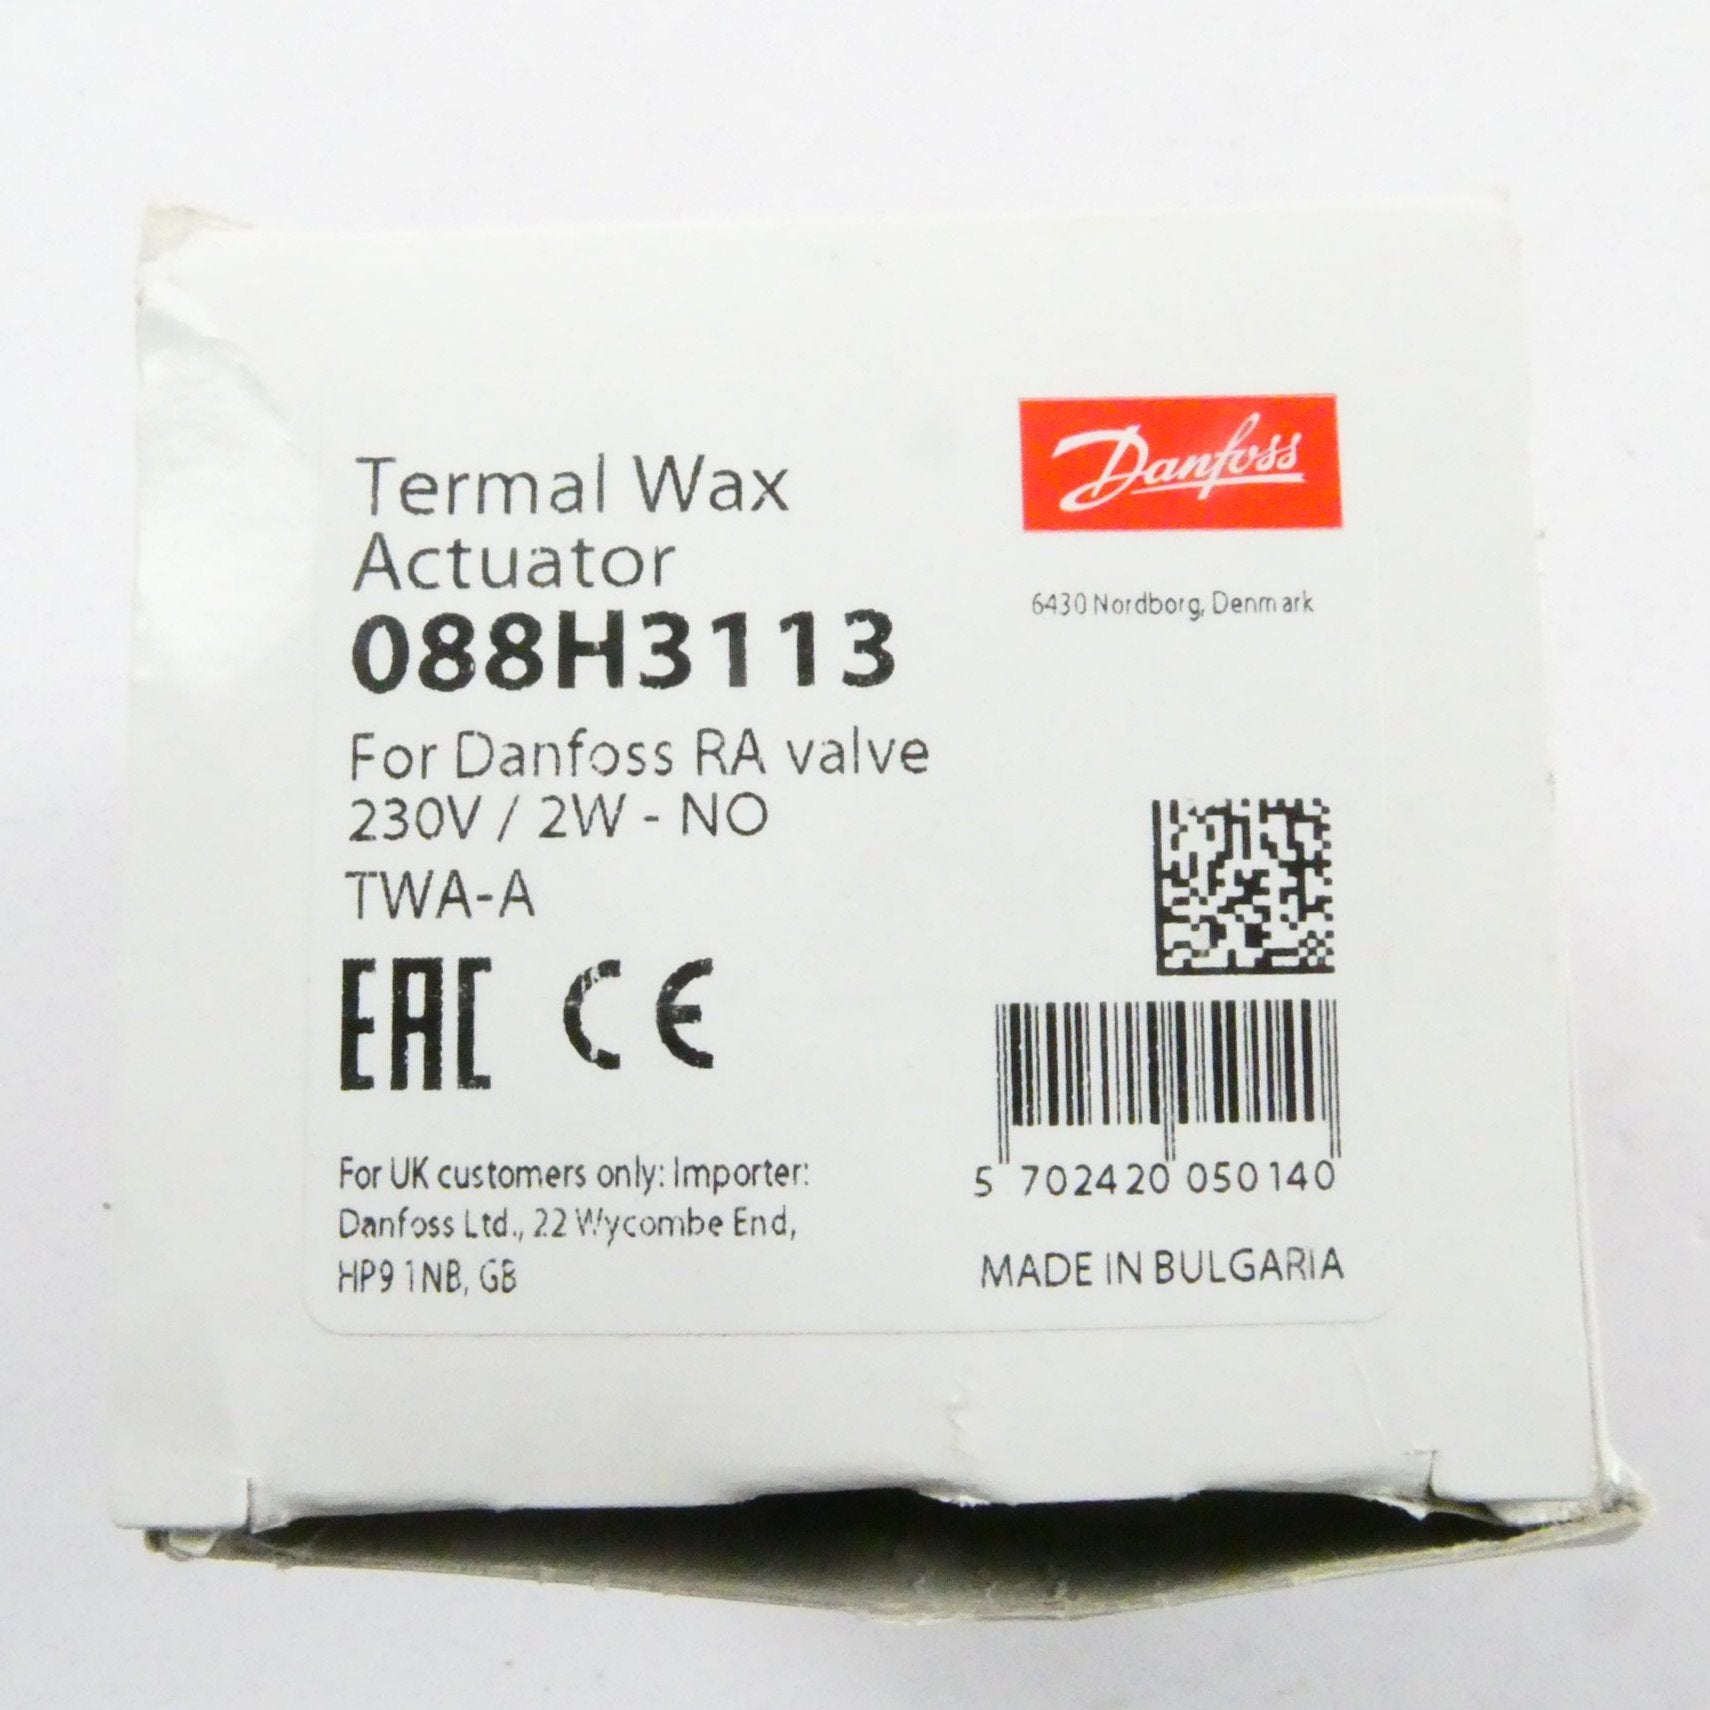 Termal Wax
Actuator
088H3113
For Danfoss RA valve
230V / 2W - NO
TWA-A
EAC CE
For UK customers only: Importer:
Danfoss Ltd., 22 Wycombe End,
HP9 1NB, GB
Danfoss
6430 Nordborg, Denmark
5 702420 050140
MADE IN BULGARIA